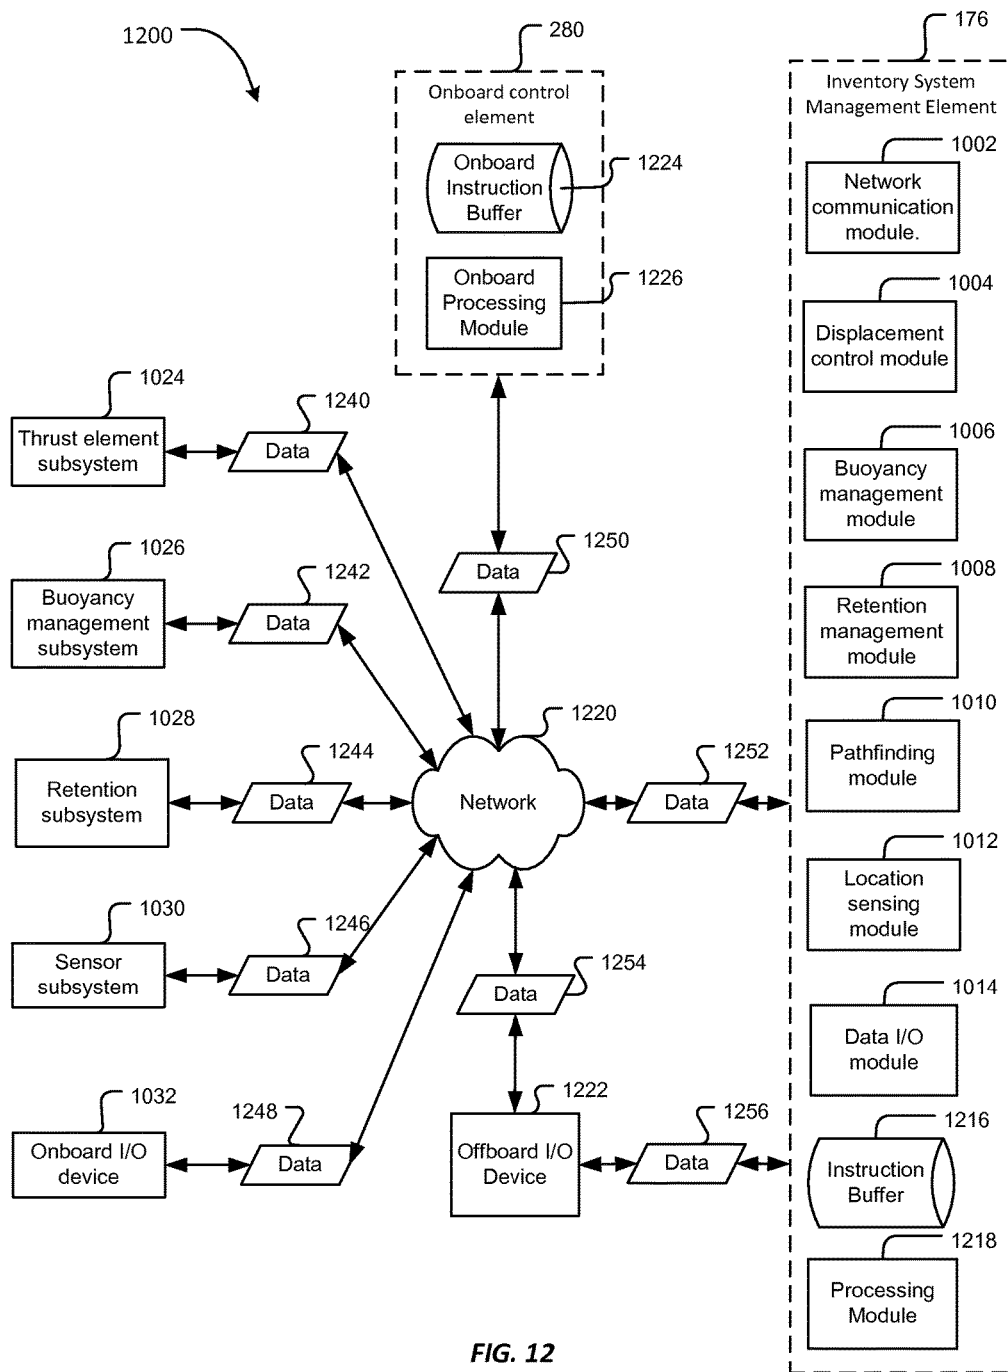 1200
280
176
Onboard control
element
Onboard
Instruction
Buffer
1224
Onboard
Processing
Module
1226
Inventory System
Management Element
1002
Network
communication
module.
1004
Displacement
control module
1006
Buoyancy
management
module
1008
Retention
management
module
1010
Pathfinding
module
1012
Location
sensing
module
1014
Data I/O
module
1216
Instruction
Buffer
1218
Processing
Module
1024
Thrust element
subsystem
1240
Data
1026
Buoyancy
management
subsystem
1242
Data
1250
Data
1028
Retention
subsystem
1244
Data
1220
Network
1252
Data
1030
Sensor
subsystem
1246
Data
1254
Data
1032
Onboard I/O
device
1248
Data
1222
Offboard I/O
Device
1256
Data
FIG. 12